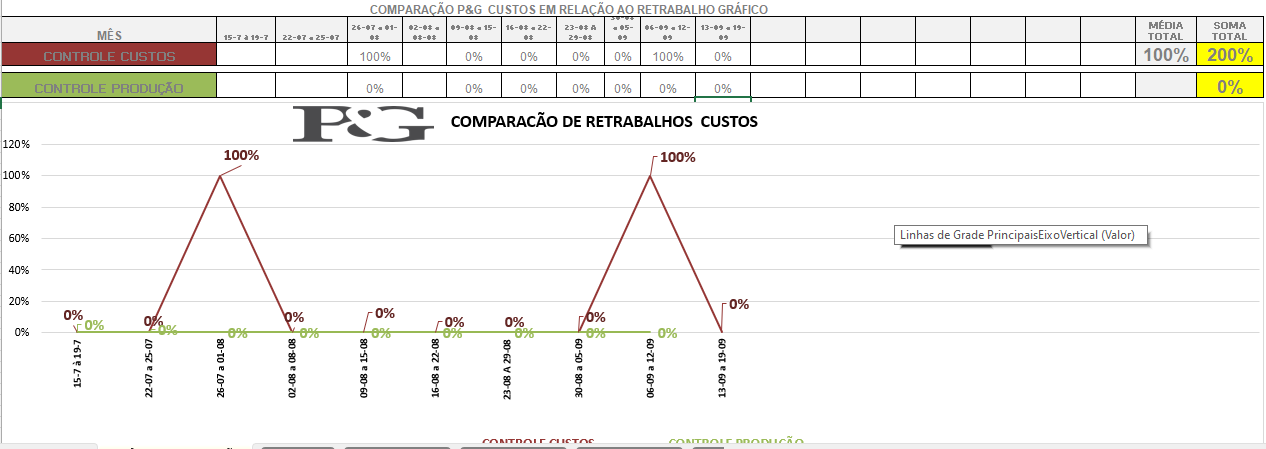 COMPARAÇÃO P&G CUSTOS EM RELAÇÃO AO RETRABALHO GRÁFICO
MÊS 15-7 à 19-7 22-07 a 25-07 26-07 a 01-08 02-08 a 08-08 09-08 a 15-08 16-08 a 22-08 23-08 A 29-08 30-08 a 05-09 06-09 a 12-09 13-09 a 19-09 MÉDIA TOTAL SOMA TOTAL
CONTROLE CUSTOS 100% 0% 0% 0% 0% 100% 0% 100% 200%
CONTROLE PRODUÇÃO 0% 0% 0% 0% 0% 0% 0% 0%
P&G COMPARACÃO DE RETRABALHOS CUSTOS
120%
100% 100% 100%
80%
60% Linhas de Grade PrincipaisEixoVertical (Valor)
40%
20%
0% 0% 0% 0% 0% 0% 0% 0%
0% 0% 0% 0% 0% 0% 0% 0% 0%
0%
15-7 à 19-7 22-07 a 25-07 26-07 a 01-08 02-08 a 08-08 09-08 a 15-08 16-08 a 22-08 23-08 A 29-08 30-08 a 05-09 06-09 a 12-09 13-09 a 19-09
CONTROLE CUSTOS CONTROLE PRODUÇÃO